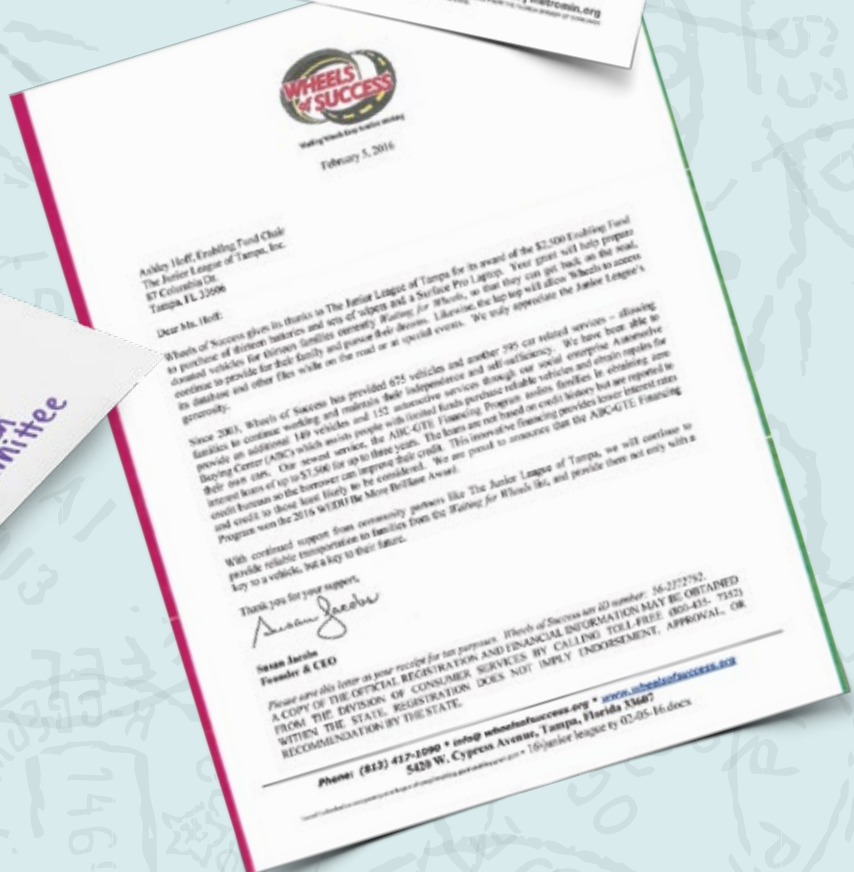 metromin.org
mittee
WHEELS
of SUCCESS
February 5, 2016
Ashley Hoff, Enabling Fund Chair
The Junior League of Tampa, Inc.
87 Columbia Dr.
Tampa, FL 33606
Dear Ms. Hoff:
Wheels of Success gives its thanks to The Junior League of Tampa for its award of the $2,500 Enabling Fund
to purchase of thirteen batteries and sets of wipers and a Surface Pro Laptop. Your grant will help prepare
donated vehicles for thirteen families currently Waiting for Wheels, so that they can get back on the road,
continue to provide for their family and pursue their dreams. Likewise, the lap top will allow Wheels to access
its database and other files while on the road or at special events. We truly appreciate the Junior League's
generosity.
Since 2003, Wheels of Success has provided 675 vehicles and another 595 car related services – allowing
families to continue working and maintain their independence and self-sufficiency. We have been able to
provide an additional 149 vehicles and 152 automotive services through our social enterprise Automotive
Buying Center (ABC) which assists people with limited funds purchase reliable vehicles and obtain repairs for
their own cars. Our newest service, the ABC-GTE Financing Program assists families in obtaining zero
interest loans of up to $7,500 for up to three years. The loans are not based on credit history but are reported to
credit bureaus so the borrower can improve their credit. This innovative financing provides lower interest rates
and credit to those least likely to be considered. We are proud to announce that the ABC-GTE Financing
Program won the 2016 WEDU Be More Brilliant Award.
With continued support from community partners like The Junior League of Tampa, we will continue to
provide reliable transportation to families from the Waiting for Wheels list, and provide them not only with a
key to a vehicle, but a key to their future.
Thank you for your support,
Susan Jacobs
Susan Jacobs
Founder & CEO
Please save this letter as your receipt for tax purposes. Wheels of Success tax ID number: 56-2372792.
A COPY OF THE OFFICIAL REGISTRATION AND FINANCIAL INFORMATION MAY BE OBTAINED
FROM THE DIVISION OF CONSUMER SERVICES BY CALLING TOLL-FREE (800-435- 7352)
WITHIN THE STATE. REGISTRATION DOES NOT IMPLY ENDORSEMENT, APPROVAL, OR
RECOMMENDATION BY THE STATE.
Phone: (813) 417-1090 * info@ wheelsofsuccess.org * www.wheelsofsuccess.org
5420 W. Cypress Avenue, Tampa, Florida 33607
16/junior league ty 02-05-16.docx